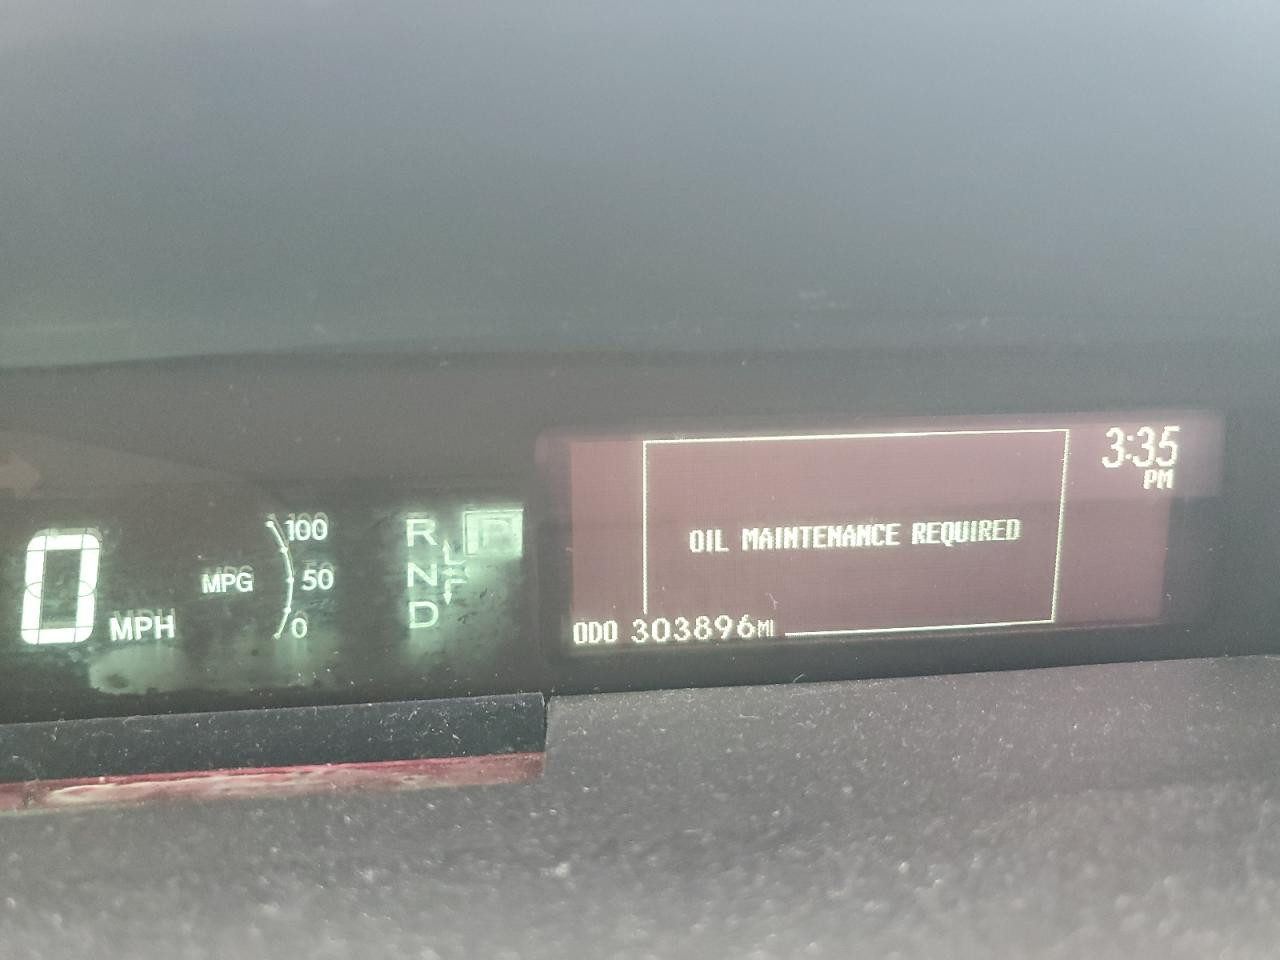 3:35
PM
OIL MAINTENANCE REQUIRED
ODO 303896MI
0 MPH
MPG
100
50
0
R
P
N
D